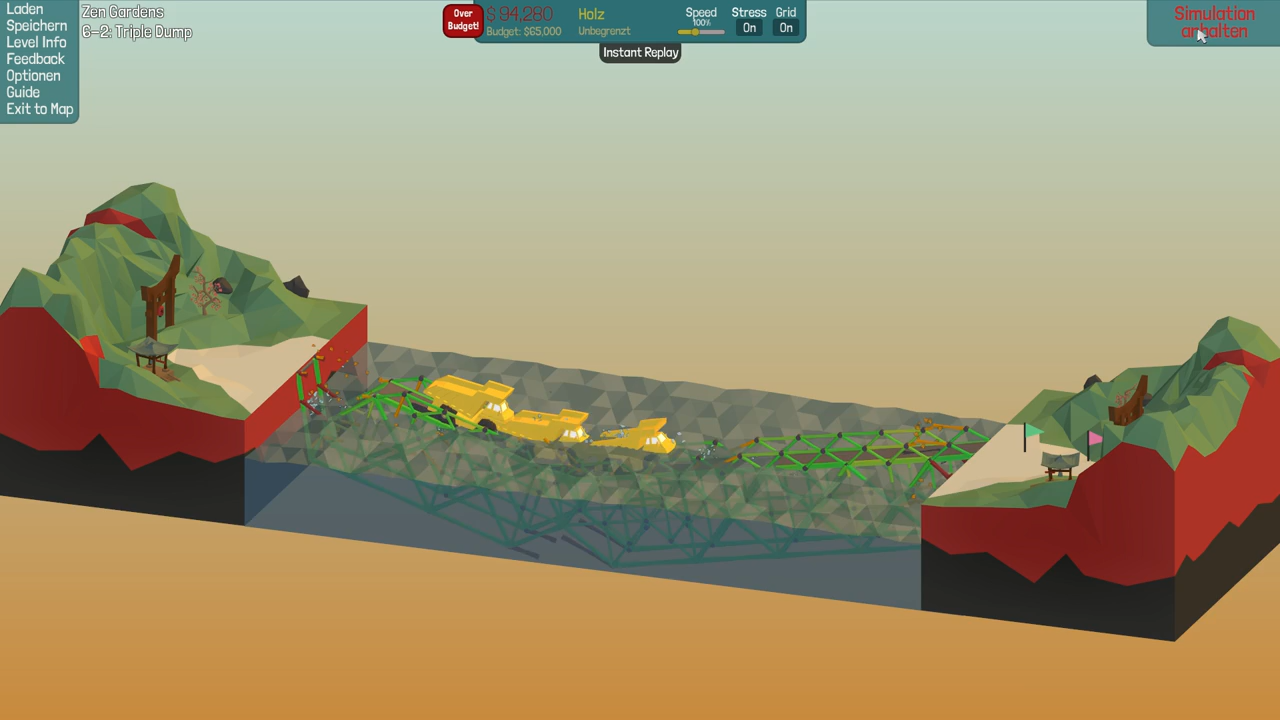 Laden
Speichern
Level Info
Feedback
Optionen
Guide
Exit to Map
Zen Gardens
6-2: Triple Dump
Over
Budget!
$ 94,280
Budget: $65,000
Holz
Unbegrenzt
Speed
100%
Stress
On
Grid
On
Instant Replay
Simulation
anhalten